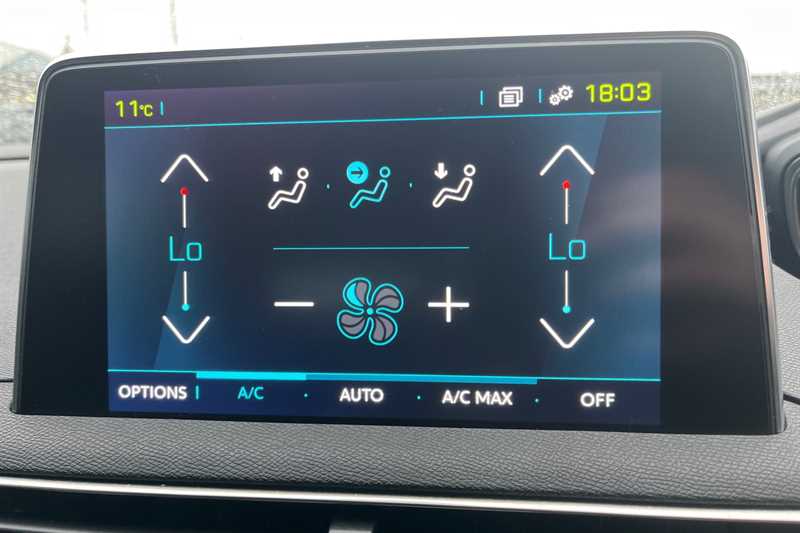 11°C 18:03
Lo Lo
OPTIONS A/C AUTO A/C MAX OFF